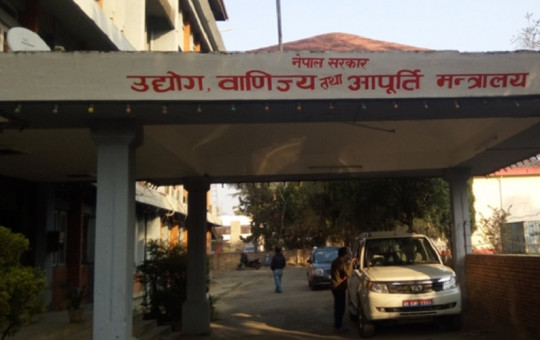 नेपाल सरकार
उद्योग, वाणिज्य तथा आपूर्ति मन्त्रालय